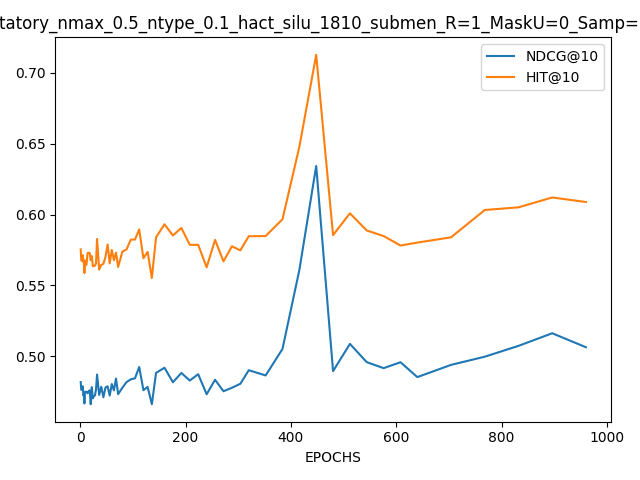 tatory_nmax_0.5_ntype_0.1_hact_silu_1810_submen_R=1_MaskU=0_Samp=
NDCG@10
HIT@10
0.70
0.65
0.60
0.55
0.50
0 200 400 600 800 1000
EPOCHS